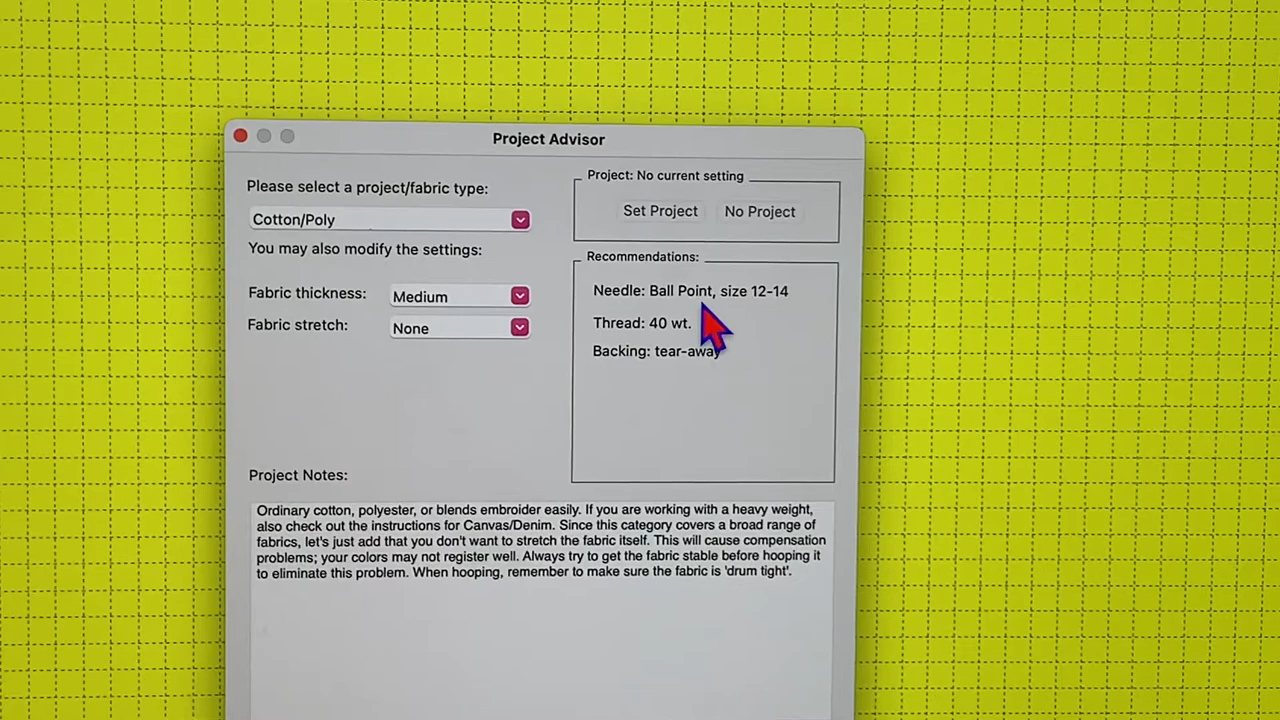 Project Advisor
Please select a project/fabric type:
Cotton/Poly
You may also modify the settings:
Fabric thickness: Medium
Fabric stretch: None
Project: No current setting
Set Project No Project
Recommendations:
Needle: Ball Point, size 12-14
Thread: 40 wt.
Backing: tear-away
Project Notes:
Ordinary cotton, polyester, or blends embroider easily. If you are working with a heavy weight,
also check out the instructions for Canvas/Denim. Since this category covers a broad range of
fabrics, let's just add that you don't want to stretch the fabric itself. This will cause compensation
problems; your colors may not register well. Always try to get the fabric stable before hooping it
to eliminate this problem. When hooping, remember to make sure the fabric is 'drum tight'.